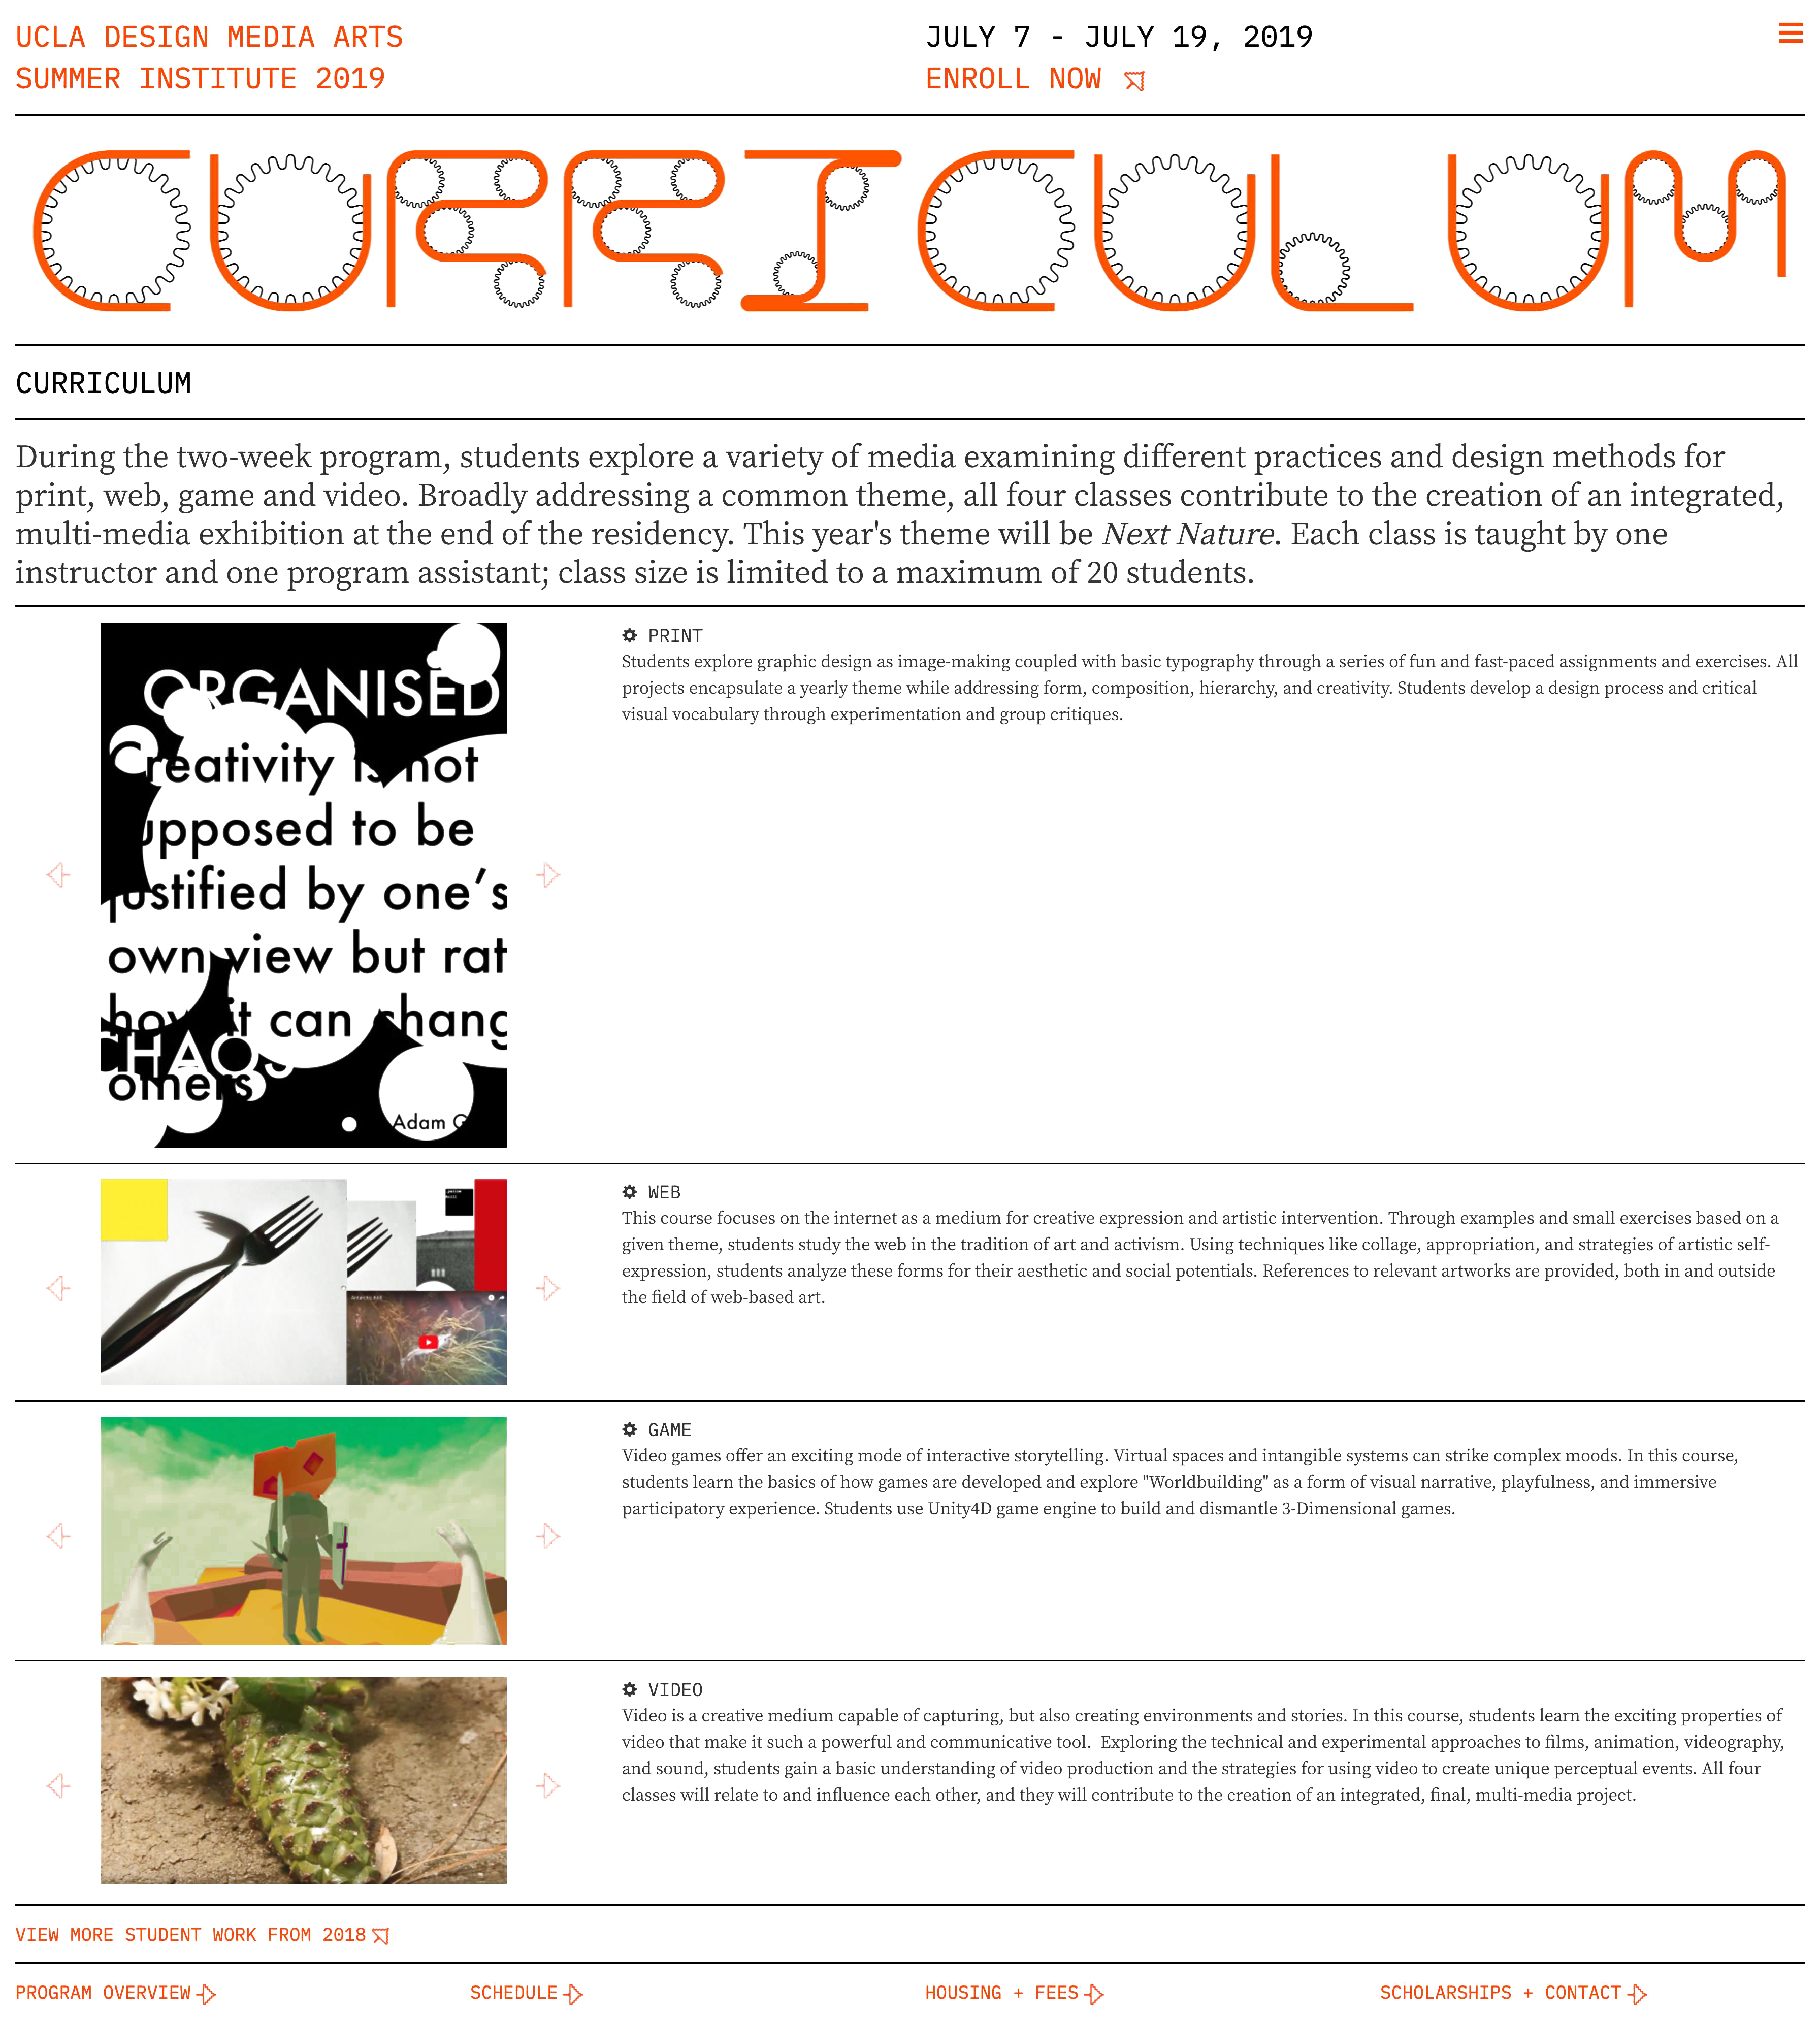 UCLA DESIGN MEDIA ARTS
SUMMER INSTITUTE 2019
JULY 7 - JULY 19, 2019
ENROLL NOW
CURRICULUM
CURRICULUM
During the two-week program, students explore a variety of media examining different practices and design methods for
print, web, game and video. Broadly addressing a common theme, all four classes contribute to the creation of an integrated,
multi-media exhibition at the end of the residency. This year's theme will be Next Nature. Each class is taught by one
instructor and one program assistant; class size is limited to a maximum of 20 students.
ORGANISED
Creativity is not
upposed to be
justified by one's
own view but rat
how it can chang
CHAOS
others
Adam G
PRINT
Students explore graphic design as image-making coupled with basic typography through a series of fun and fast-paced assignments and exercises. All
projects encapsulate a yearly theme while addressing form, composition, hierarchy, and creativity. Students develop a design process and critical
visual vocabulary through experimentation and group critiques.
WEB
This course focuses on the internet as a medium for creative expression and artistic intervention. Through examples and small exercises based on a
given theme, students study the web in the tradition of art and activism. Using techniques like collage, appropriation, and strategies of artistic self-
expression, students analyze these forms for their aesthetic and social potentials. References to relevant artworks are provided, both in and outside
the field of web-based art.
GAME
Video games offer an exciting mode of interactive storytelling. Virtual spaces and intangible systems can strike complex moods. In this course,
students learn the basics of how games are developed and explore "Worldbuilding" as a form of visual narrative, playfulness, and immersive
participatory experience. Students use Unity4D game engine to build and dismantle 3-Dimensional games.
VIDEO
Video is a creative medium capable of capturing, but also creating environments and stories. In this course, students learn the exciting properties of
video that make it such a powerful and communicative tool.  Exploring the technical and experimental approaches to films, animation, videography,
and sound, students gain a basic understanding of video production and the strategies for using video to create unique perceptual events. All four
classes will relate to and influence each other, and they will contribute to the creation of an integrated, final, multi-media project.
VIEW MORE STUDENT WORK FROM 2018
PROGRAM OVERVIEW
SCHEDULE
HOUSING + FEES
SCHOLARSHIPS + CONTACT